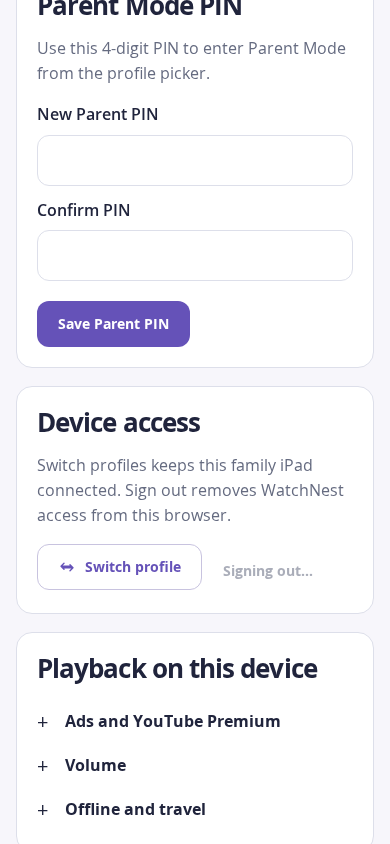 Parent Mode PIN
Use this 4-digit PIN to enter Parent Mode
from the profile picker.
New Parent PIN
Confirm PIN
Save Parent PIN
Device access
Switch profiles keeps this family iPad
connected. Sign out removes WatchNest
access from this browser.
↔ Switch profile
Signing out...
Playback on this device
+ Ads and YouTube Premium
+ Volume
+ Offline and travel